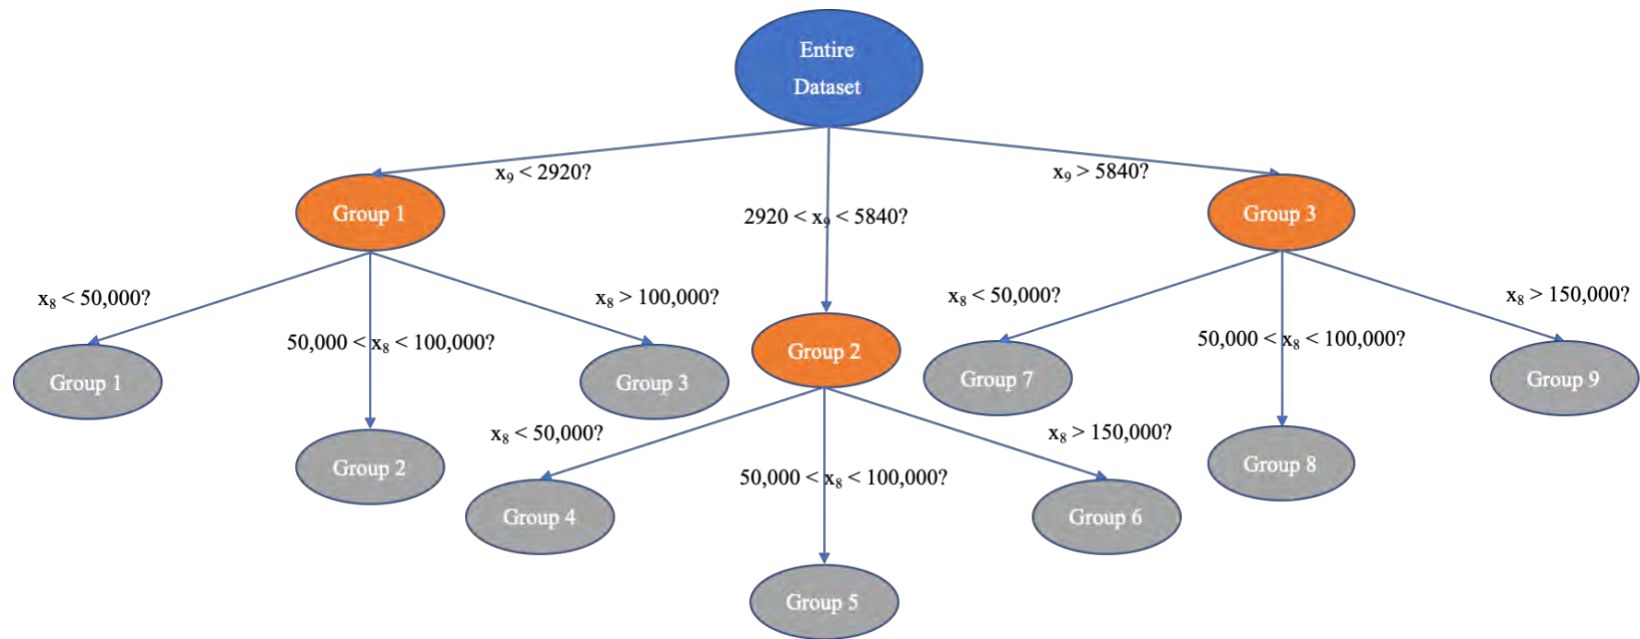 Entire
Dataset
x₉ < 2920?
x₉ > 5840?
2920 < x₉ < 5840?
Group 1
Group 3
x₈ < 50,000?
x₈ > 100,000?
50,000 < x₈ < 100,000?
Group 1
Group 2
Group 3
Group 2
x₈ < 50,000?
x₈ > 150,000?
50,000 < x₈ < 100,000?
Group 4
Group 5
Group 6
x₈ < 50,000?
x₈ > 150,000?
50,000 < x₈ < 100,000?
Group 7
Group 8
Group 9